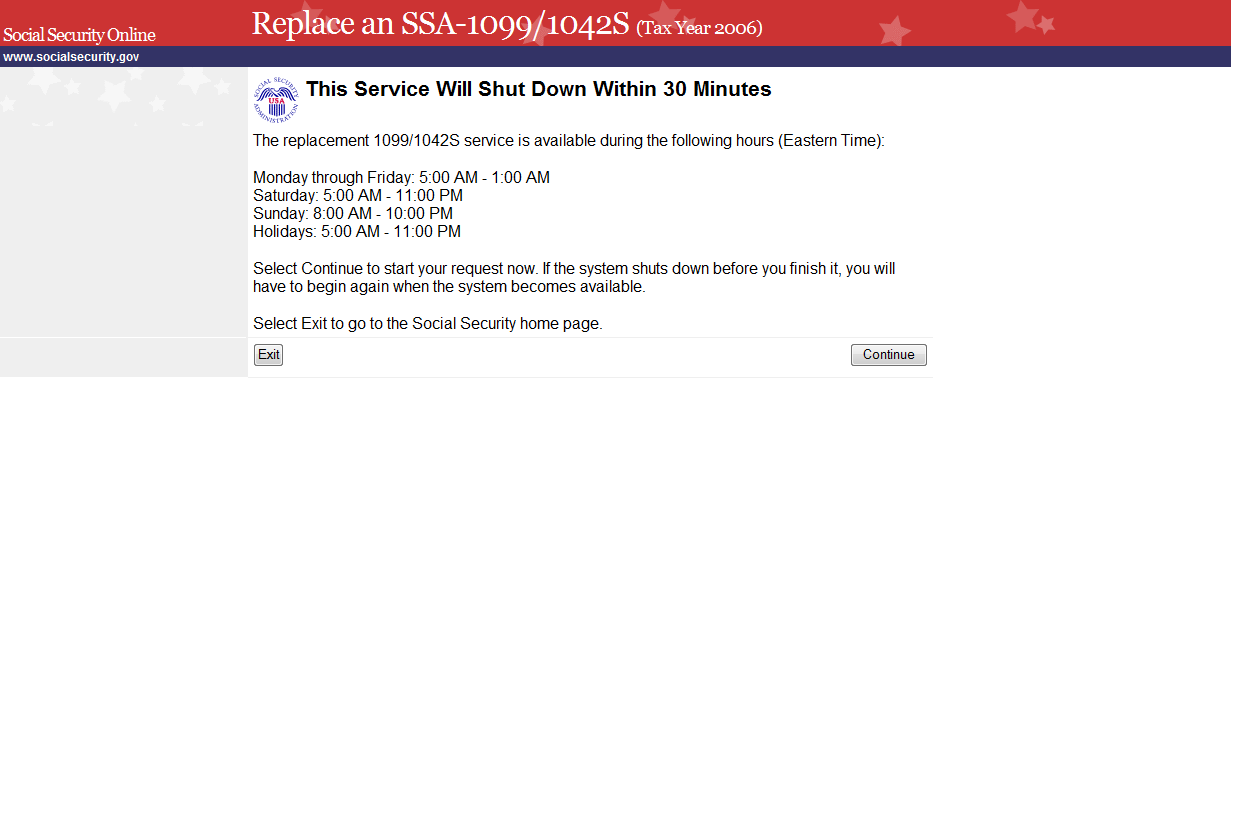 Social Security Online
Replace an SSA-1099/1042S (Tax Year 2006)
www.socialsecurity.gov
SOCIAL SECURITY ADMINISTRATION
USA
This Service Will Shut Down Within 30 Minutes
The replacement 1099/1042S service is available during the following hours (Eastern Time):
Monday through Friday: 5:00 AM - 1:00 AM
Saturday: 5:00 AM - 11:00 PM
Sunday: 8:00 AM - 10:00 PM
Holidays: 5:00 AM - 11:00 PM
Select Continue to start your request now. If the system shuts down before you finish it, you will
have to begin again when the system becomes available.
Select Exit to go to the Social Security home page.
Exit
Continue